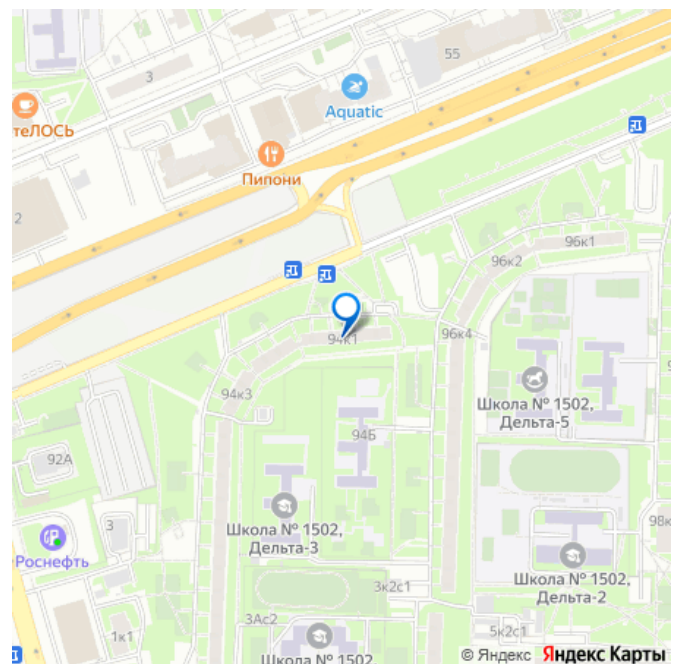 55
3
Aquatic
теЛОСЬ
Пипони
2
96к1
96к2
94к1
96к4
94к3
9
Школа № 1502,
Дельта-5
94Б
92А
Школа № 1502,
Дельта-3
3
98к
Роснефть
Школа № 1502,
Дельта-2
3к2с1
3Ас2
5к2с1
1к1
Школа № 1502
© Яндекс Яндекс Карты